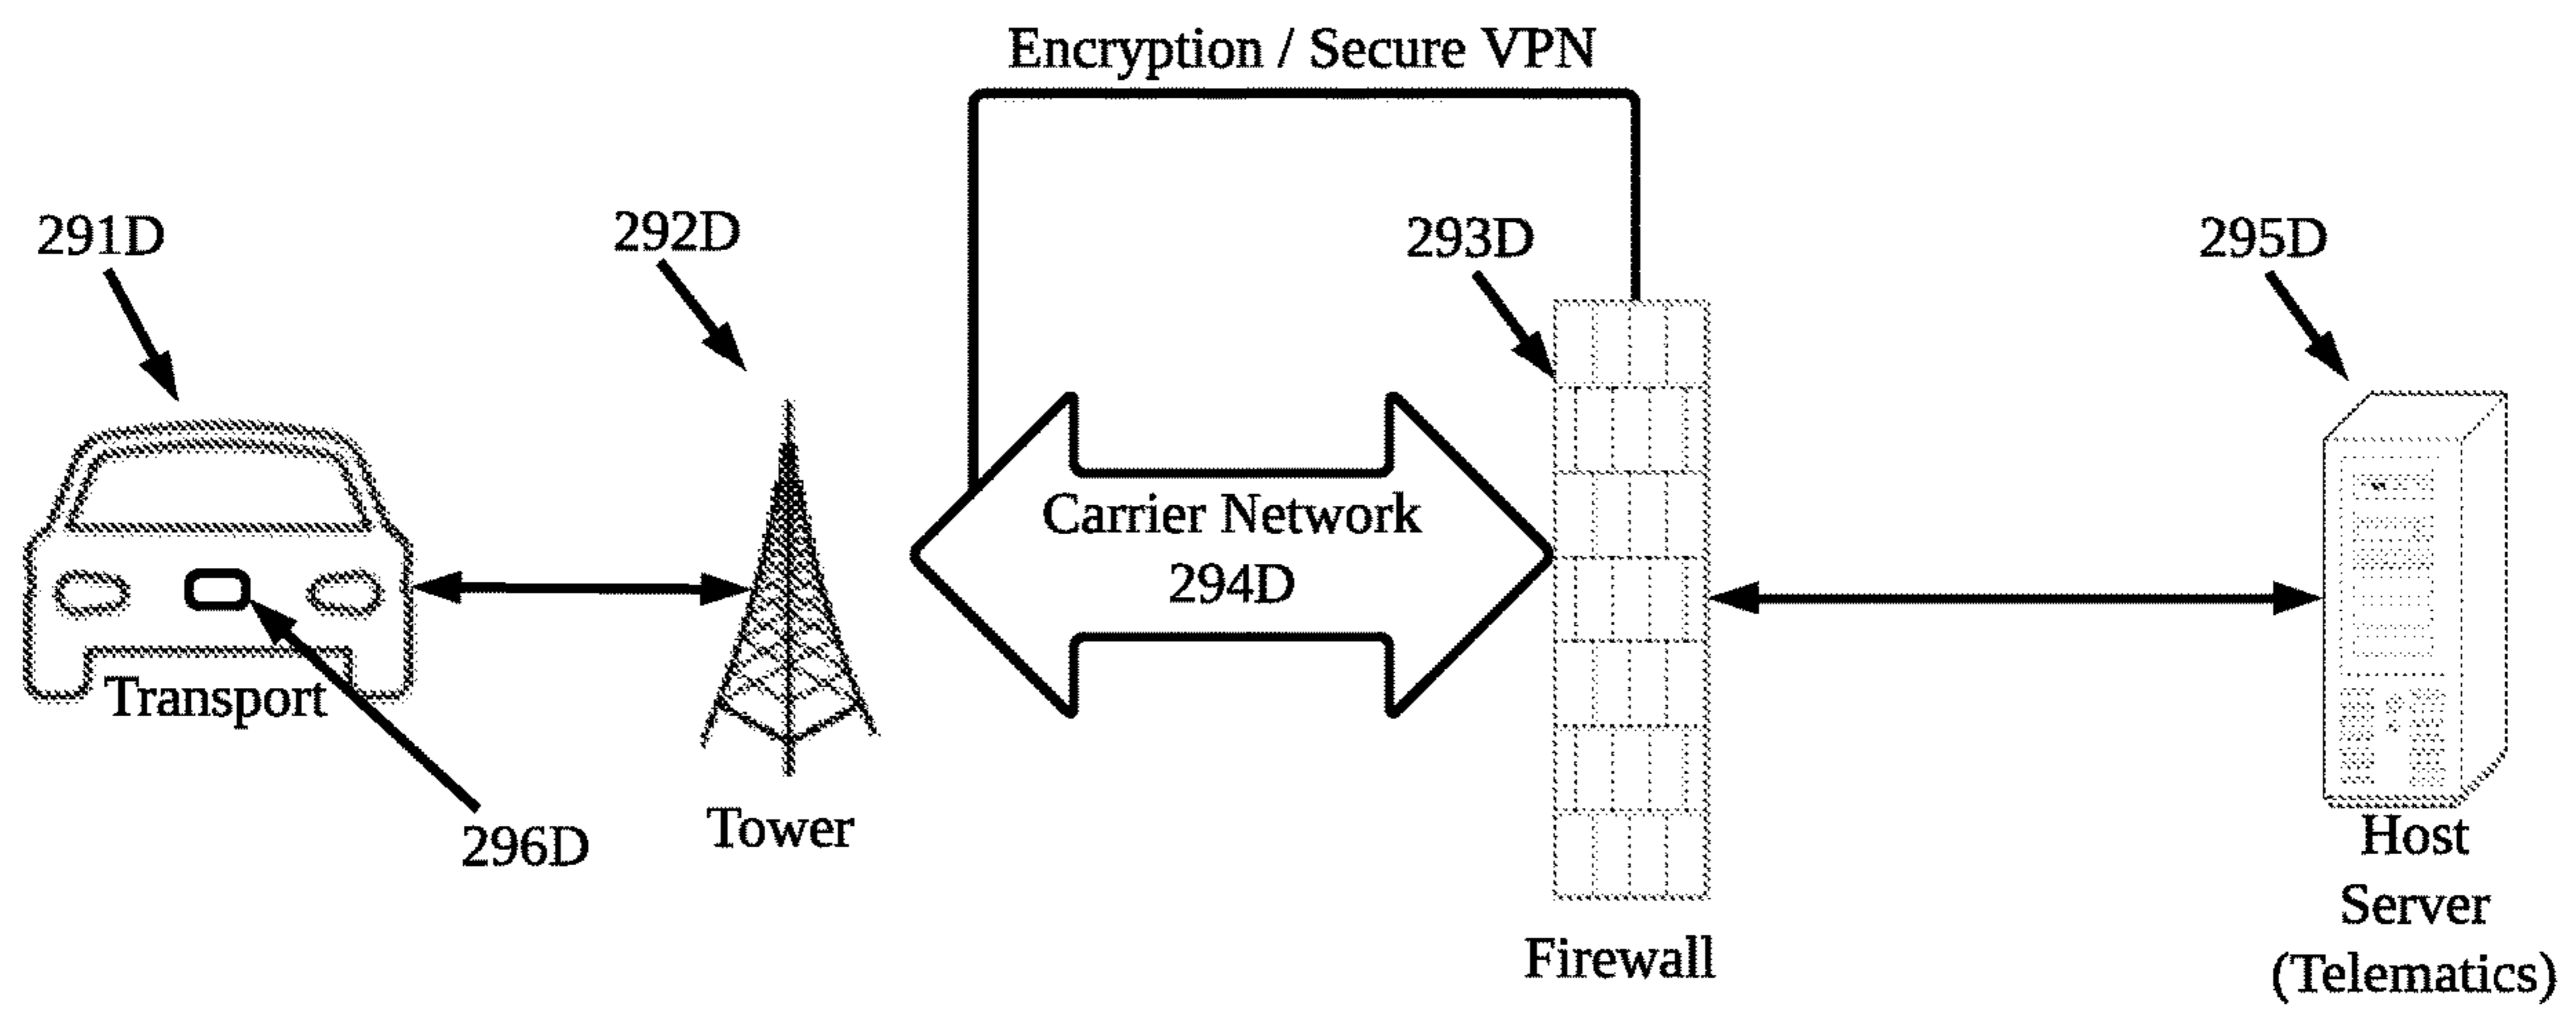 Encryption / Secure VPN
291D
292D
293D
295D
Carrier Network
294D
Transport
296D
Tower
Firewall
Host
Server
(Telematics)